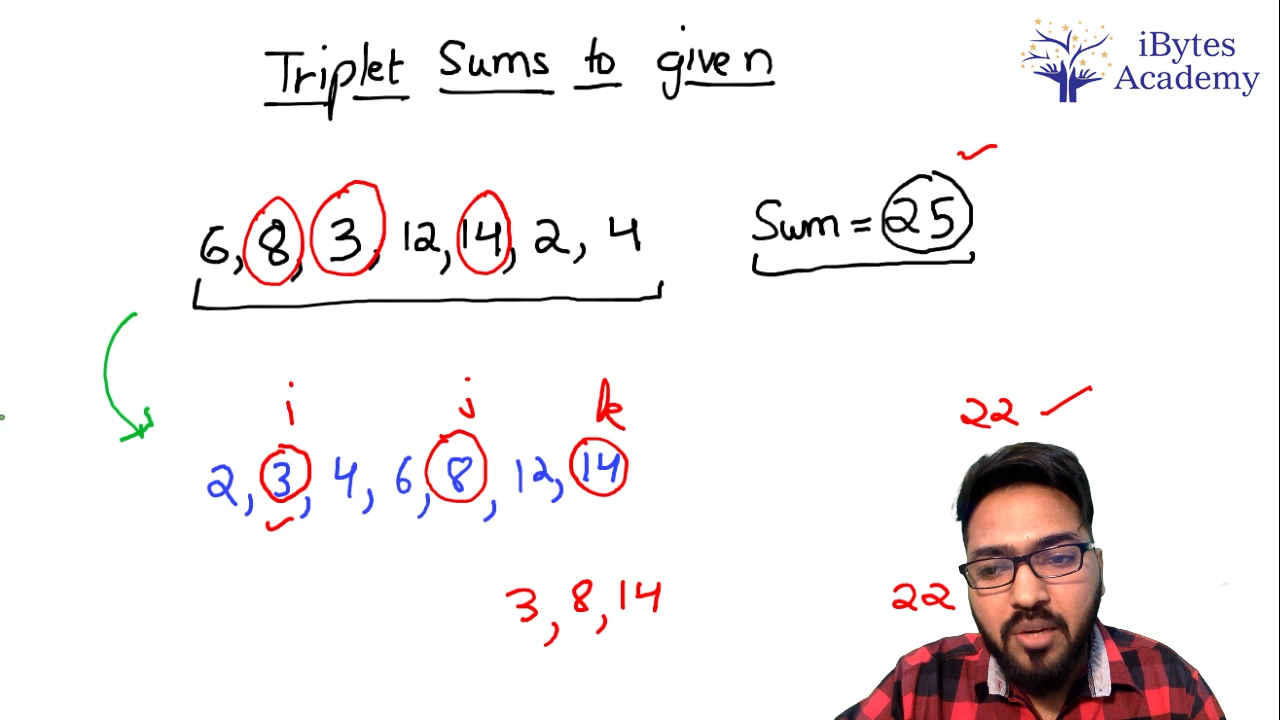 Triplet Sums to given
iBytes
Academy
6, 8, 3, 12, 14, 2, 4
Sum = 25
i j k
22
2, 3, 4, 6, 8, 12, 14
3, 8, 14
22